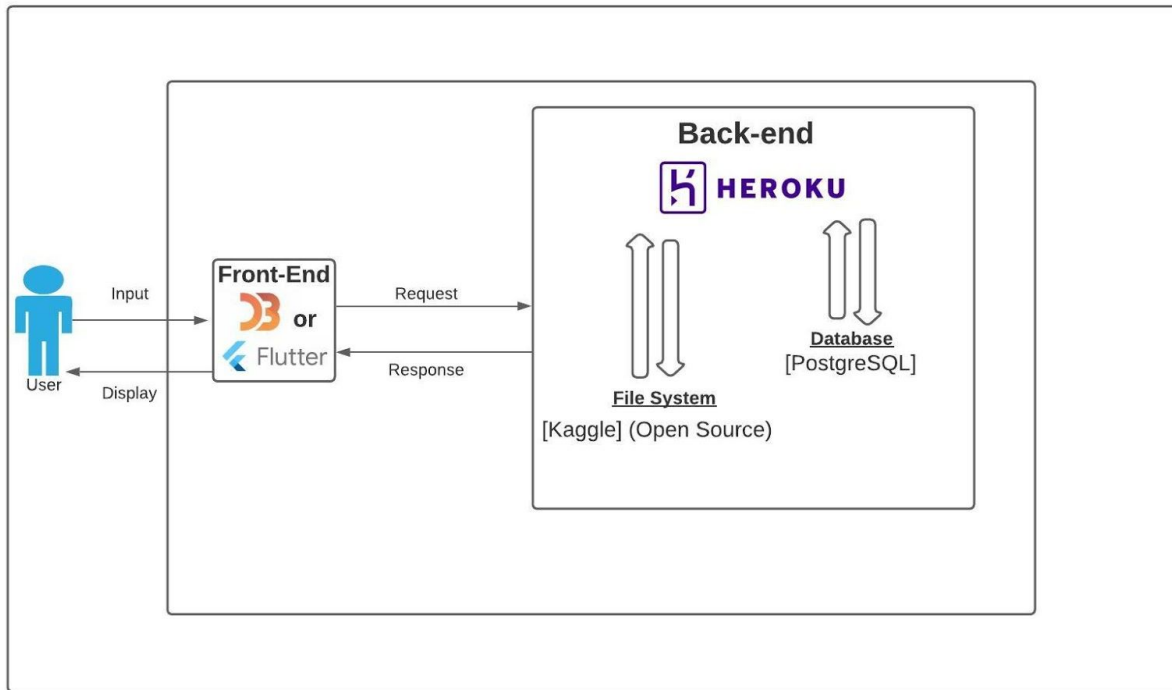 Back-end
HEROKU
Front-End
D3 or
Flutter
Input
Request
Response
User
Display
Database
[PostgreSQL]
File System
[Kaggle] (Open Source)